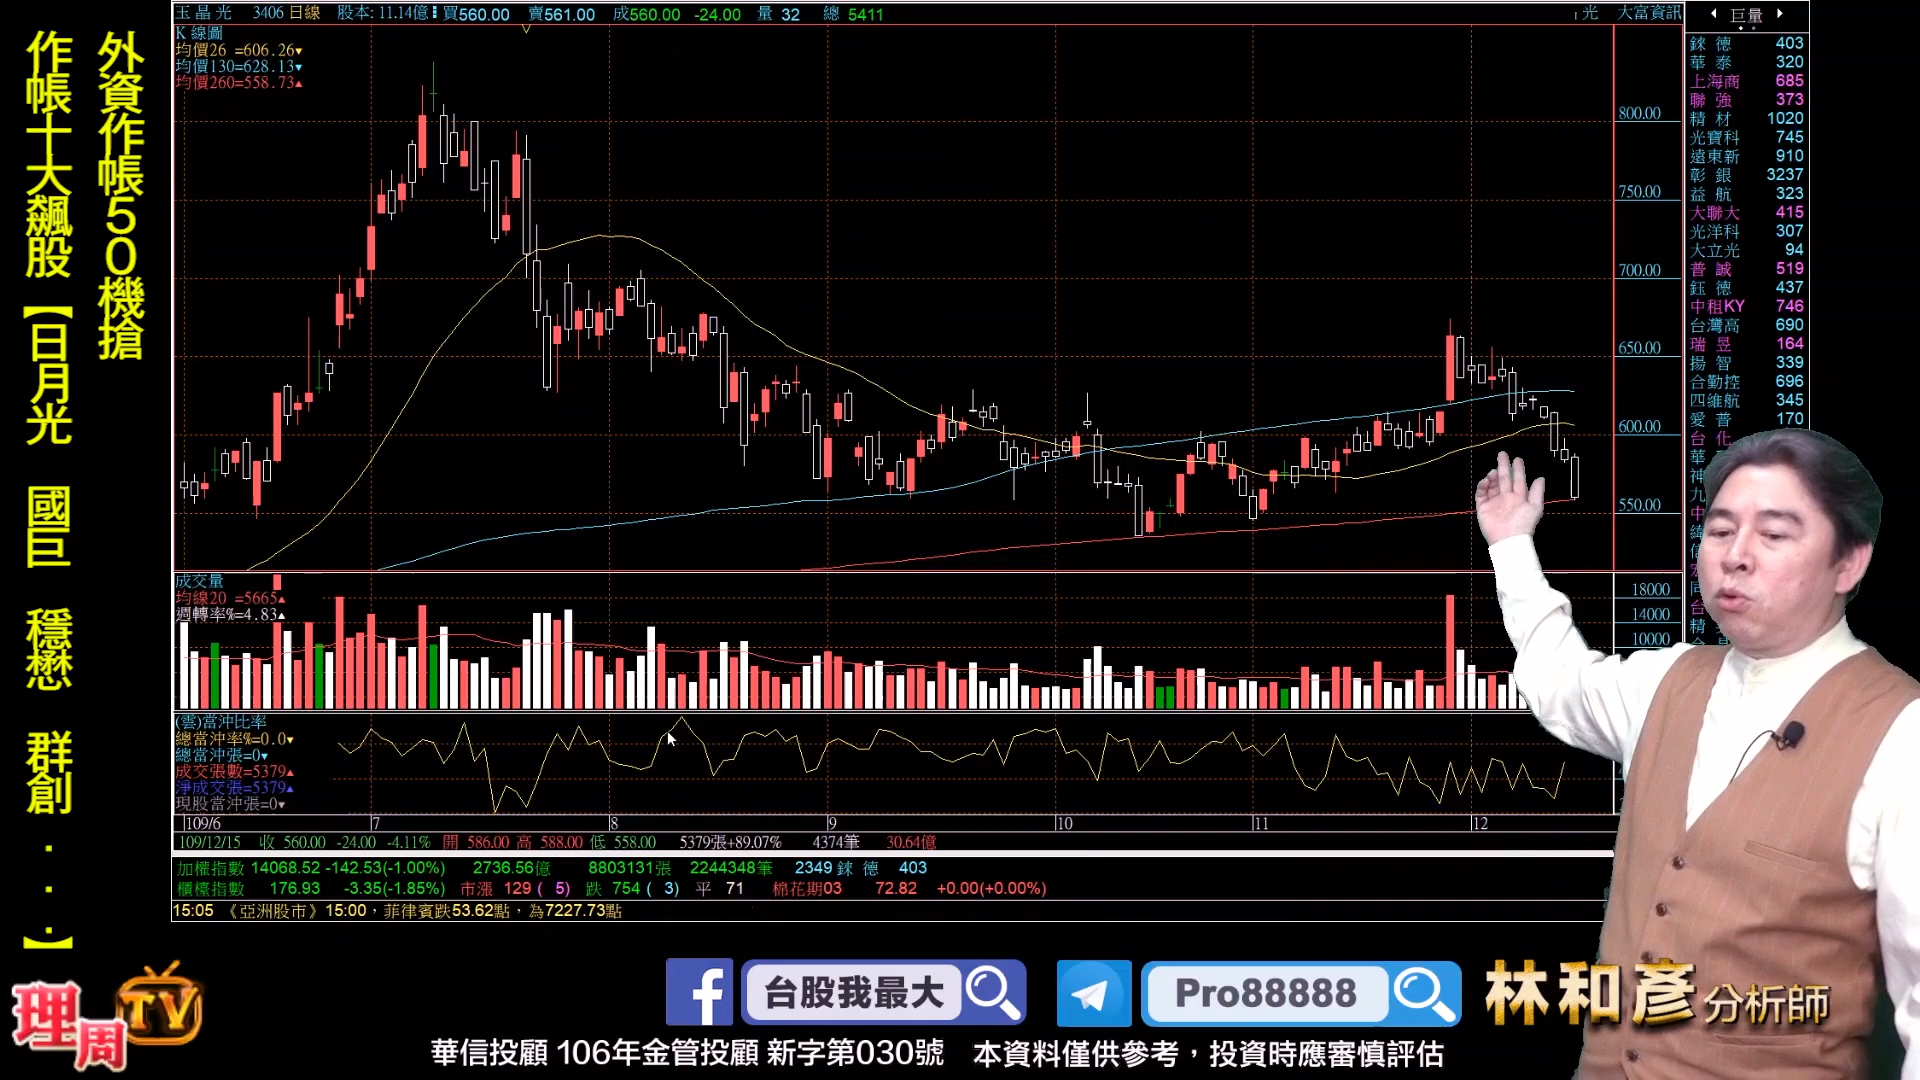 外資作帳50機搶
作帳十大飆股【日月光 國巨 穩懋 群創...】
玉晶光 3406 日線 股本: 11.14億 買560.00 賣561.00 成560.00 -24.00 量 32 總 5411
光 大富資訊
K 線圖
均價26 =606.26▾
均價130=628.13▾
均價260=558.73▴
800.00
750.00
700.00
650.00
600.00
550.00
成交量
均線20 =5665▴
週轉率%=4.83▴
18000
14000
10000
(雲)當沖比率
總當沖率%=0.0▾
總當沖張=0▾
成交張數=5379▴
淨成交張=5379▴
現股當沖張=0▾
109/6 7 8 9 10 11 12
109/12/15 收 560.00 -24.00 -4.11% 開 586.00 高 588.00 低 558.00 5379張+89.07% 4374筆 30.64億
加權指數 14068.52 -142.53(-1.00%) 2736.56億 8803131張 2244348筆 2349 錸 德 403
櫃檯指數 176.93 -3.35(-1.85%) 市漲 129 ( 5) 跌 754 ( 3) 平 71 棉花期03 72.82 +0.00(+0.00%)
15:05 《亞洲股市》15:00，菲律賓跌53.62點，為7227.73點
巨量
錸 德 403
華 泰 320
上海商 685
聯 強 373
精 材 1020
光寶科 745
遠東新 910
彰 銀 3237
益 航 323
大聯大 415
光洋科 307
大立光 94
普 誠 519
鈺 德 437
中租KY 746
台灣高 690
瑞 昱 164
揚 智 339
合勤控 696
四維航 345
愛 普 170
台 化
華
神
九
中
緯
同
台
精
理周TV
台股我最大
Pro88888
林和彥 分析師
華信投顧 106年金管投顧 新字第030號 本資料僅供參考，投資時應審慎評估